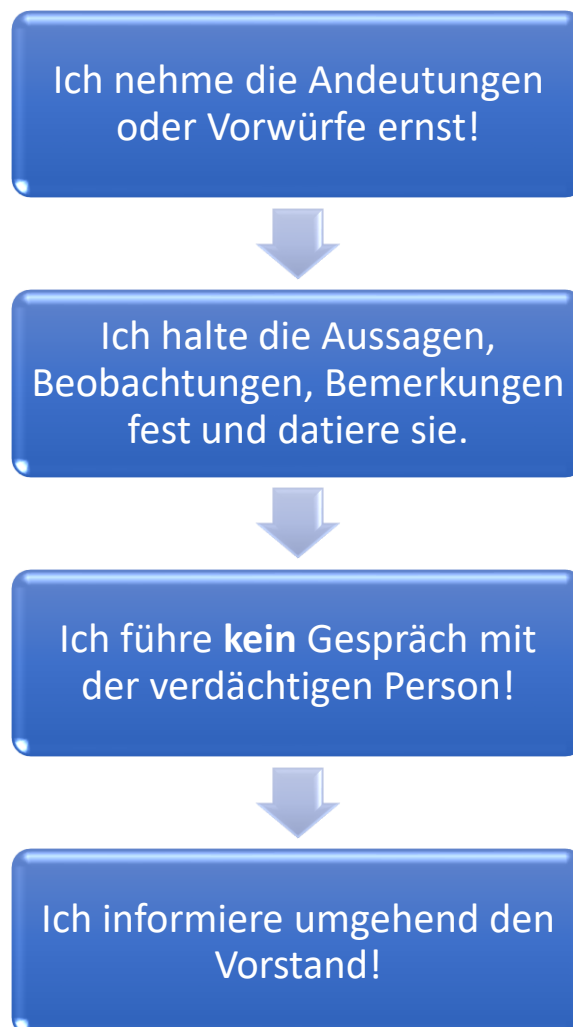 Ich nehme die Andeutungen
oder Vorwürfe ernst!
Ich halte die Aussagen,
Beobachtungen, Bemerkungen
fest und datiere sie.
Ich führe kein Gespräch mit
der verdächtigen Person!
Ich informiere umgehend den
Vorstand!